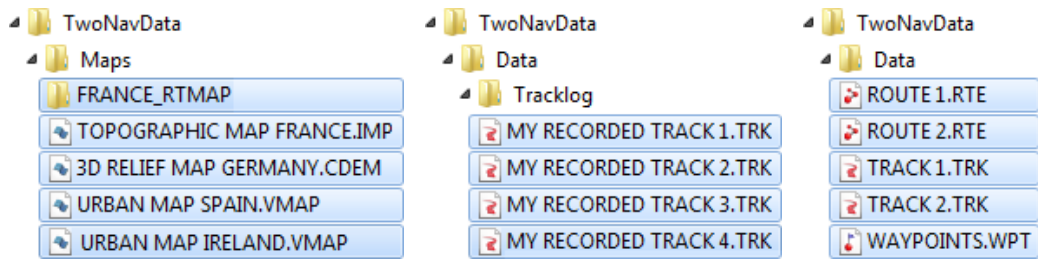 TwoNavData
Maps
FRANCE_RTMAP
TOPOGRAPHIC MAP FRANCE.IMP
3D RELIEF MAP GERMANY.CDEM
URBAN MAP SPAIN.VMAP
URBAN MAP IRELAND.VMAP
TwoNavData
Data
Tracklog
MY RECORDED TRACK 1.TRK
MY RECORDED TRACK 2.TRK
MY RECORDED TRACK 3.TRK
MY RECORDED TRACK 4.TRK
TwoNavData
Data
ROUTE 1.RTE
ROUTE 2.RTE
TRACK 1.TRK
TRACK 2.TRK
WAYPOINTS.WPT